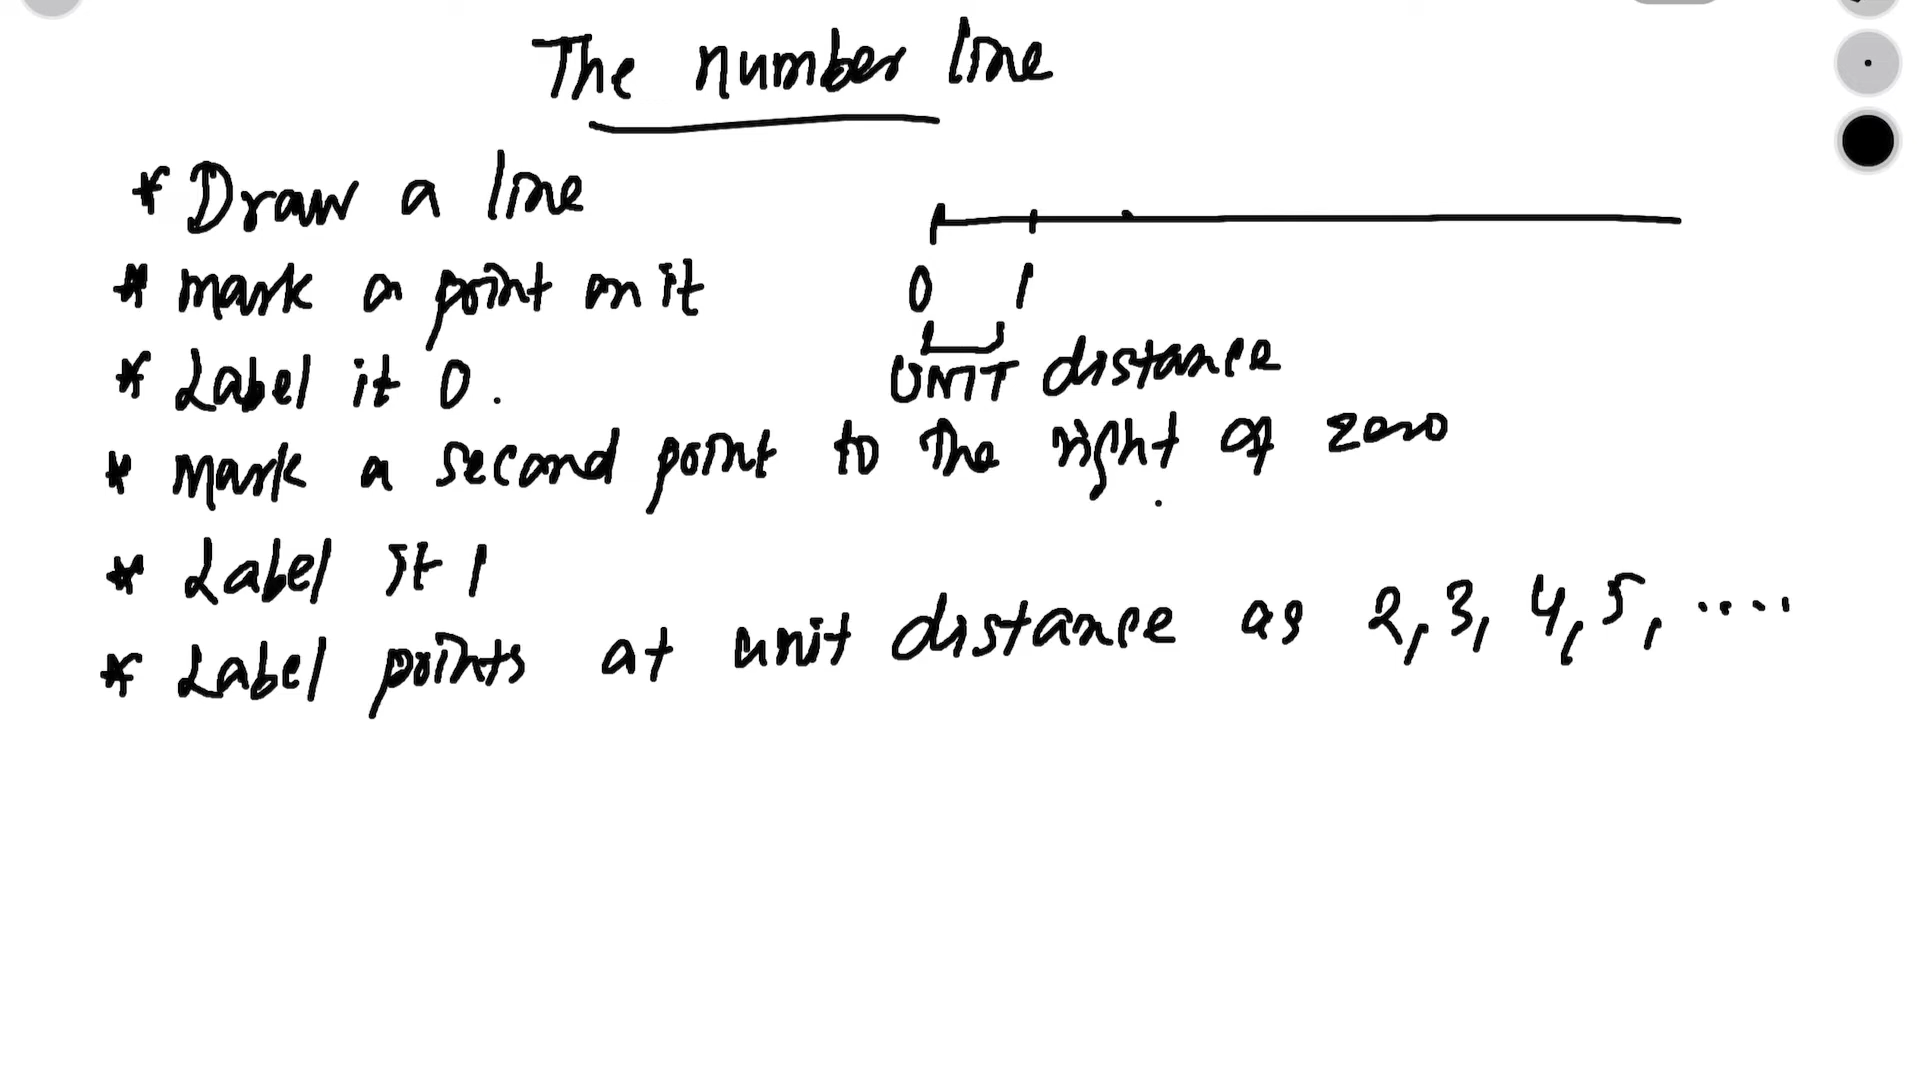 The number line
* Draw a line
* mark a point on it
0 1
* Label it 0.
UNIT distance
* Mark a second point to the right of zero
* Label it 1
* Label points at unit distance as 2, 3, 4, 5, ....